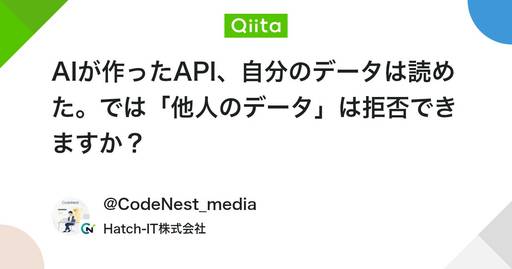 Qiita
AIが作ったAPI、自分のデータは読め
た。では「他人のデータ」は拒否でき
ますか？
@CodeNest_media
Hatch-IT株式会社